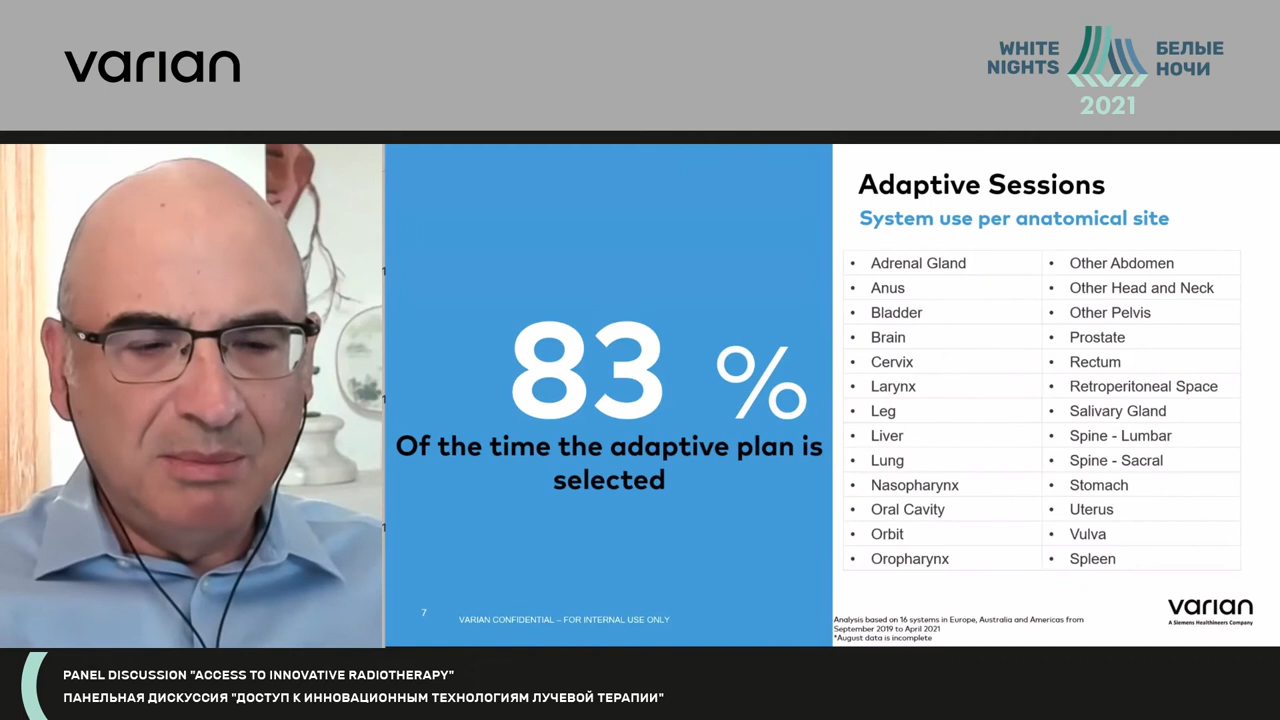 varian
WHITE
NIGHTS
БЕЛЫЕ
НОЧИ
2021
83 %
Of the time the adaptive plan is
selected
7
VARIAN CONFIDENTIAL – FOR INTERNAL USE ONLY
Adaptive Sessions
System use per anatomical site
• Adrenal Gland
• Anus
• Bladder
• Brain
• Cervix
• Larynx
• Leg
• Liver
• Lung
• Nasopharynx
• Oral Cavity
• Orbit
• Oropharynx
• Other Abdomen
• Other Head and Neck
• Other Pelvis
• Prostate
• Rectum
• Retroperitoneal Space
• Salivary Gland
• Spine - Lumbar
• Spine - Sacral
• Stomach
• Uterus
• Vulva
• Spleen
Analysis based on 16 systems in Europe, Australia and Americas from
September 2019 to April 2021
*August data is incomplete
varian
A Siemens Healthineers Company
PANEL DISCUSSION "ACCESS TO INNOVATIVE RADIOTHERAPY"
ПАНЕЛЬНАЯ ДИСКУССИЯ "ДОСТУП К ИННОВАЦИОННЫМ ТЕХНОЛОГИЯМ ЛУЧЕВОЙ ТЕРАПИИ"